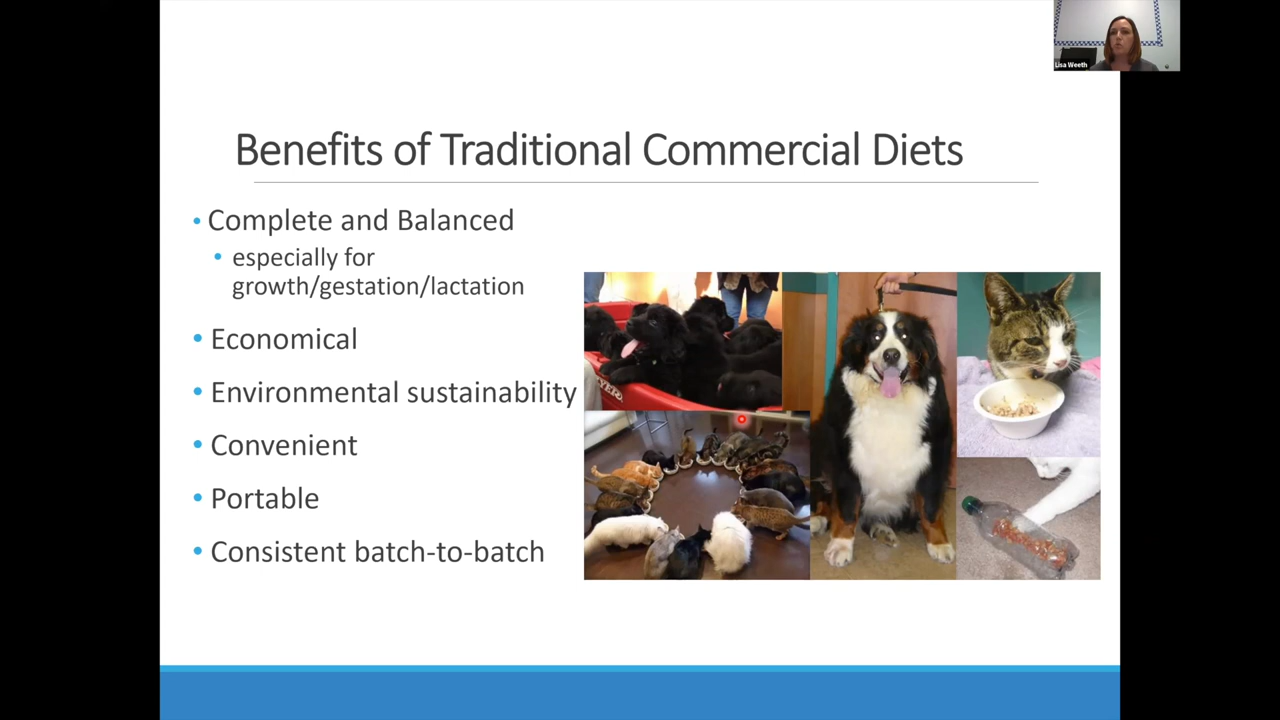 Lisa Weeth
Benefits of Traditional Commercial Diets
• Complete and Balanced
• especially for
growth/gestation/lactation
• Economical
• Environmental sustainability
• Convenient
• Portable
• Consistent batch-to-batch